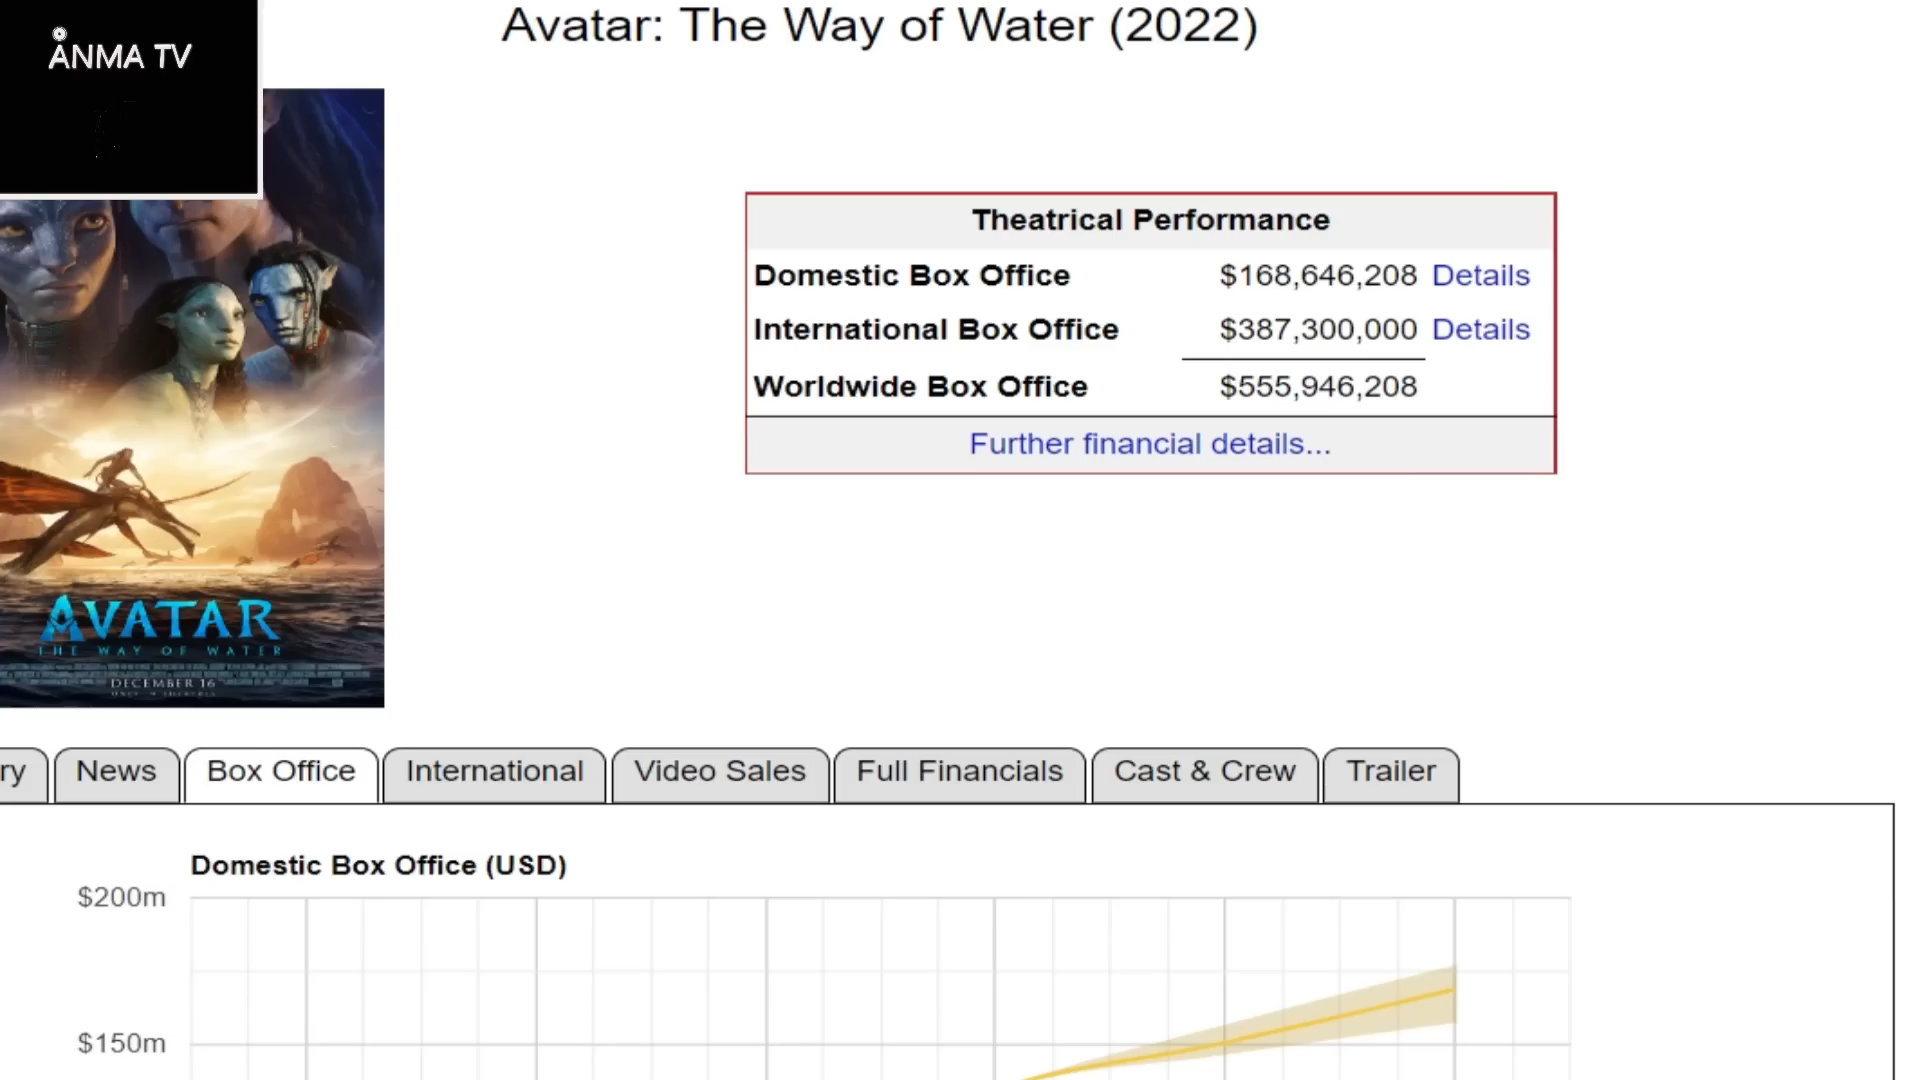 Avatar: The Way of Water (2022)
ÅNMA TV
Theatrical Performance
Domestic Box Office $168,646,208 Details
International Box Office $387,300,000 Details
Worldwide Box Office $555,946,208
Further financial details...
AVATAR
THE WAY OF WATER
DECEMBER 16
ry News Box Office International Video Sales Full Financials Cast & Crew Trailer
Domestic Box Office (USD)
$200m
$150m